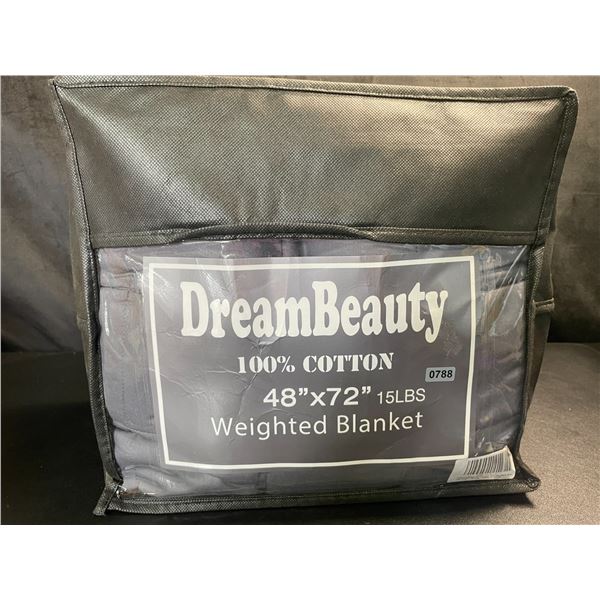 DreamBeauty
100% COTTON
0788
48”x72” 15LBS
Weighted Blanket